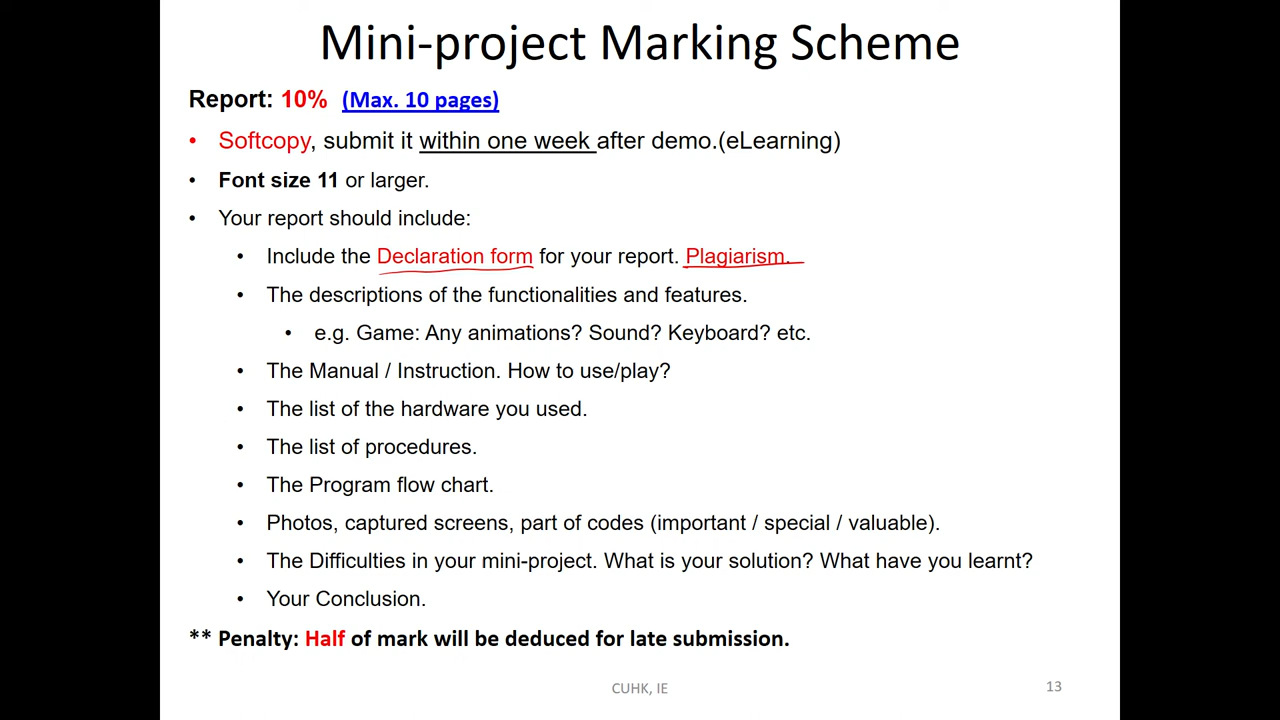 Mini-project Marking Scheme
Report: 10% (Max. 10 pages)
• Softcopy, submit it within one week after demo.(eLearning)
• Font size 11 or larger.
• Your report should include:
• Include the Declaration form for your report. Plagiarism.
• The descriptions of the functionalities and features.
• e.g. Game: Any animations? Sound? Keyboard? etc.
• The Manual / Instruction. How to use/play?
• The list of the hardware you used.
• The list of procedures.
• The Program flow chart.
• Photos, captured screens, part of codes (important / special / valuable).
• The Difficulties in your mini-project. What is your solution? What have you learnt?
• Your Conclusion.
** Penalty: Half of mark will be deduced for late submission.
CUHK, IE
13